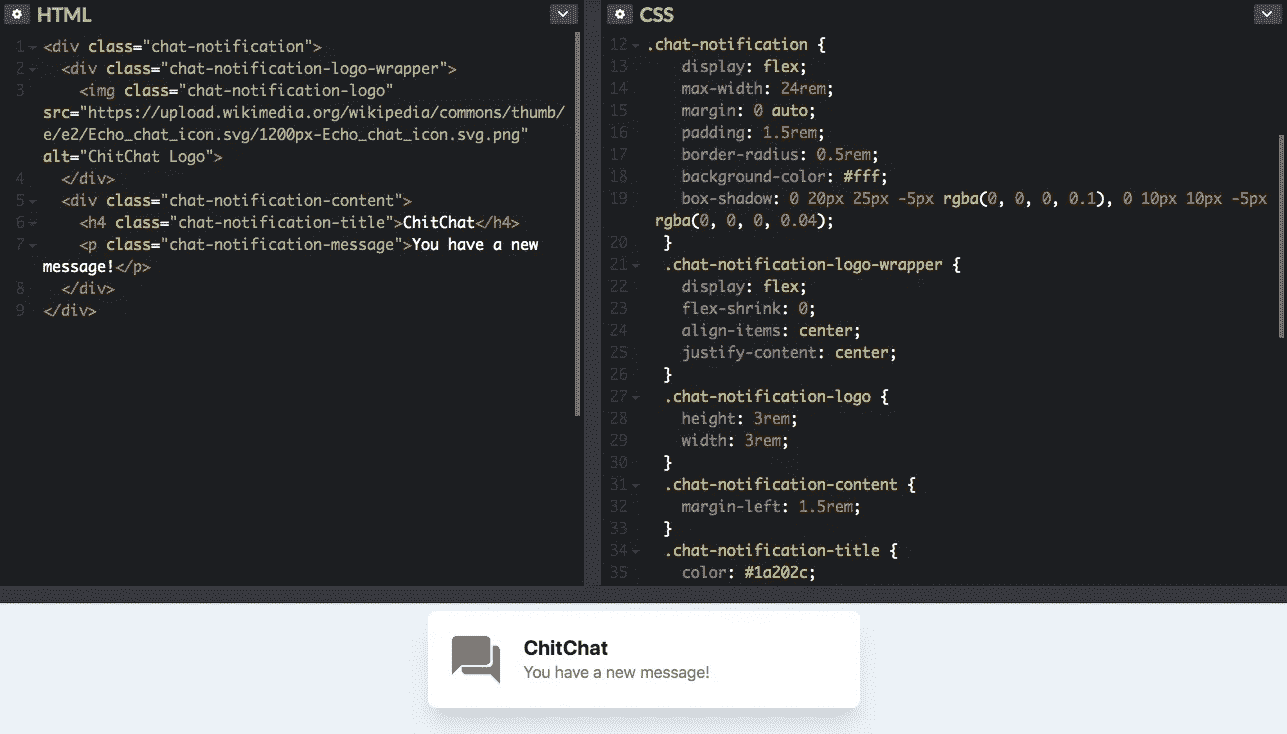 HTML
1 <div class="chat-notification">
2 <div class="chat-notification-logo-wrapper">
3 <img class="chat-notification-logo"
src="https://upload.wikimedia.org/wikipedia/commons/thumb/
e/e2/Echo_chat_icon.svg/1200px-Echo_chat_icon.svg.png"
alt="ChitChat Logo">
4 </div>
5 <div class="chat-notification-content">
6 <h4 class="chat-notification-title">ChitChat</h4>
7 <p class="chat-notification-message">You have a new
message!</p>
8 </div>
9 </div>
CSS
12 .chat-notification {
13 display: flex;
14 max-width: 24rem;
15 margin: 0 auto;
16 padding: 1.5rem;
17 border-radius: 0.5rem;
18 background-color: #fff;
19 box-shadow: 0 20px 25px -5px rgba(0, 0, 0, 0.1), 0 10px 10px -5px
rgba(0, 0, 0, 0.04);
20 }
21 .chat-notification-logo-wrapper {
22 display: flex;
23 flex-shrink: 0;
24 align-items: center;
25 justify-content: center;
26 }
27 .chat-notification-logo {
28 height: 3rem;
29 width: 3rem;
30 }
31 .chat-notification-content {
32 margin-left: 1.5rem;
33 }
34 .chat-notification-title {
35 color: #1a202c;
ChitChat
You have a new message!